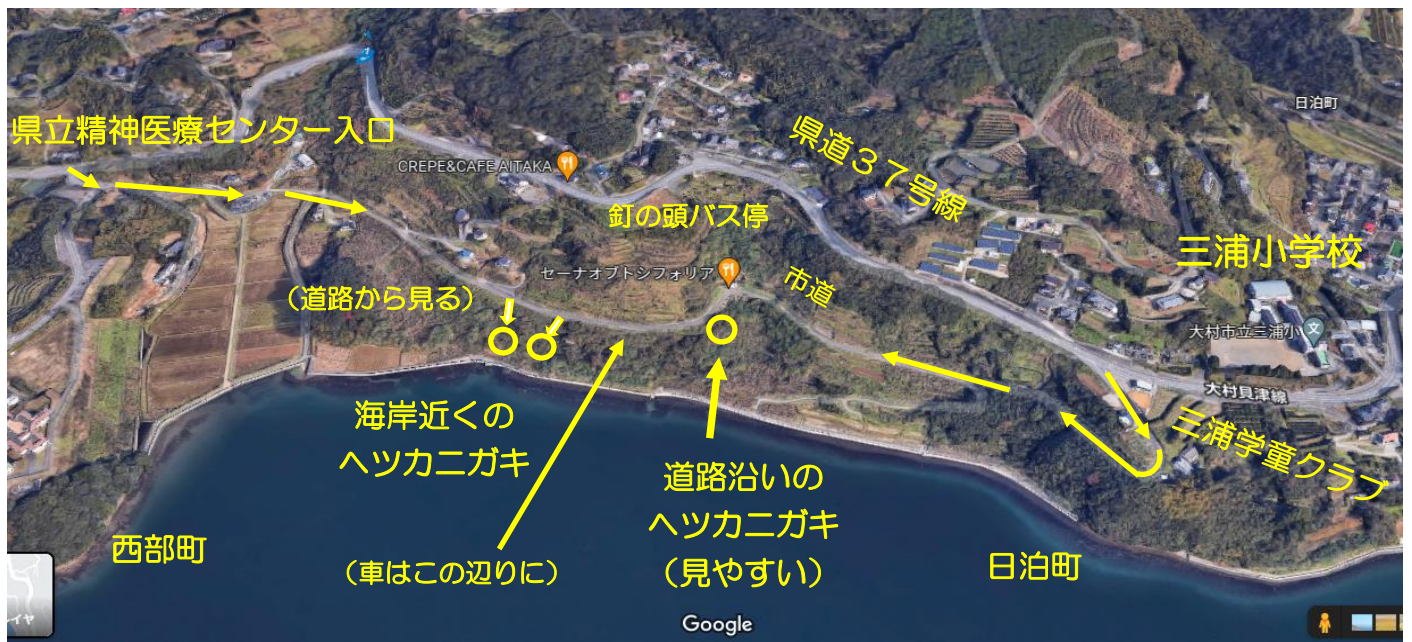 日泊町
県立精神医療センター入口
CREPE&CAFE AITAKA
県道３７号線
釘の頭バス停
三浦小学校
セーナオブトシフォリア
市道
（道路から見る）
大村市立三浦小
文
大村貝津線
海岸近くの
ヘツカニガキ
三浦学童クラブ
道路沿いの
ヘツカニガキ
（見やすい）
西部町
（車はこの辺りに）
日泊町
イヤ
Google